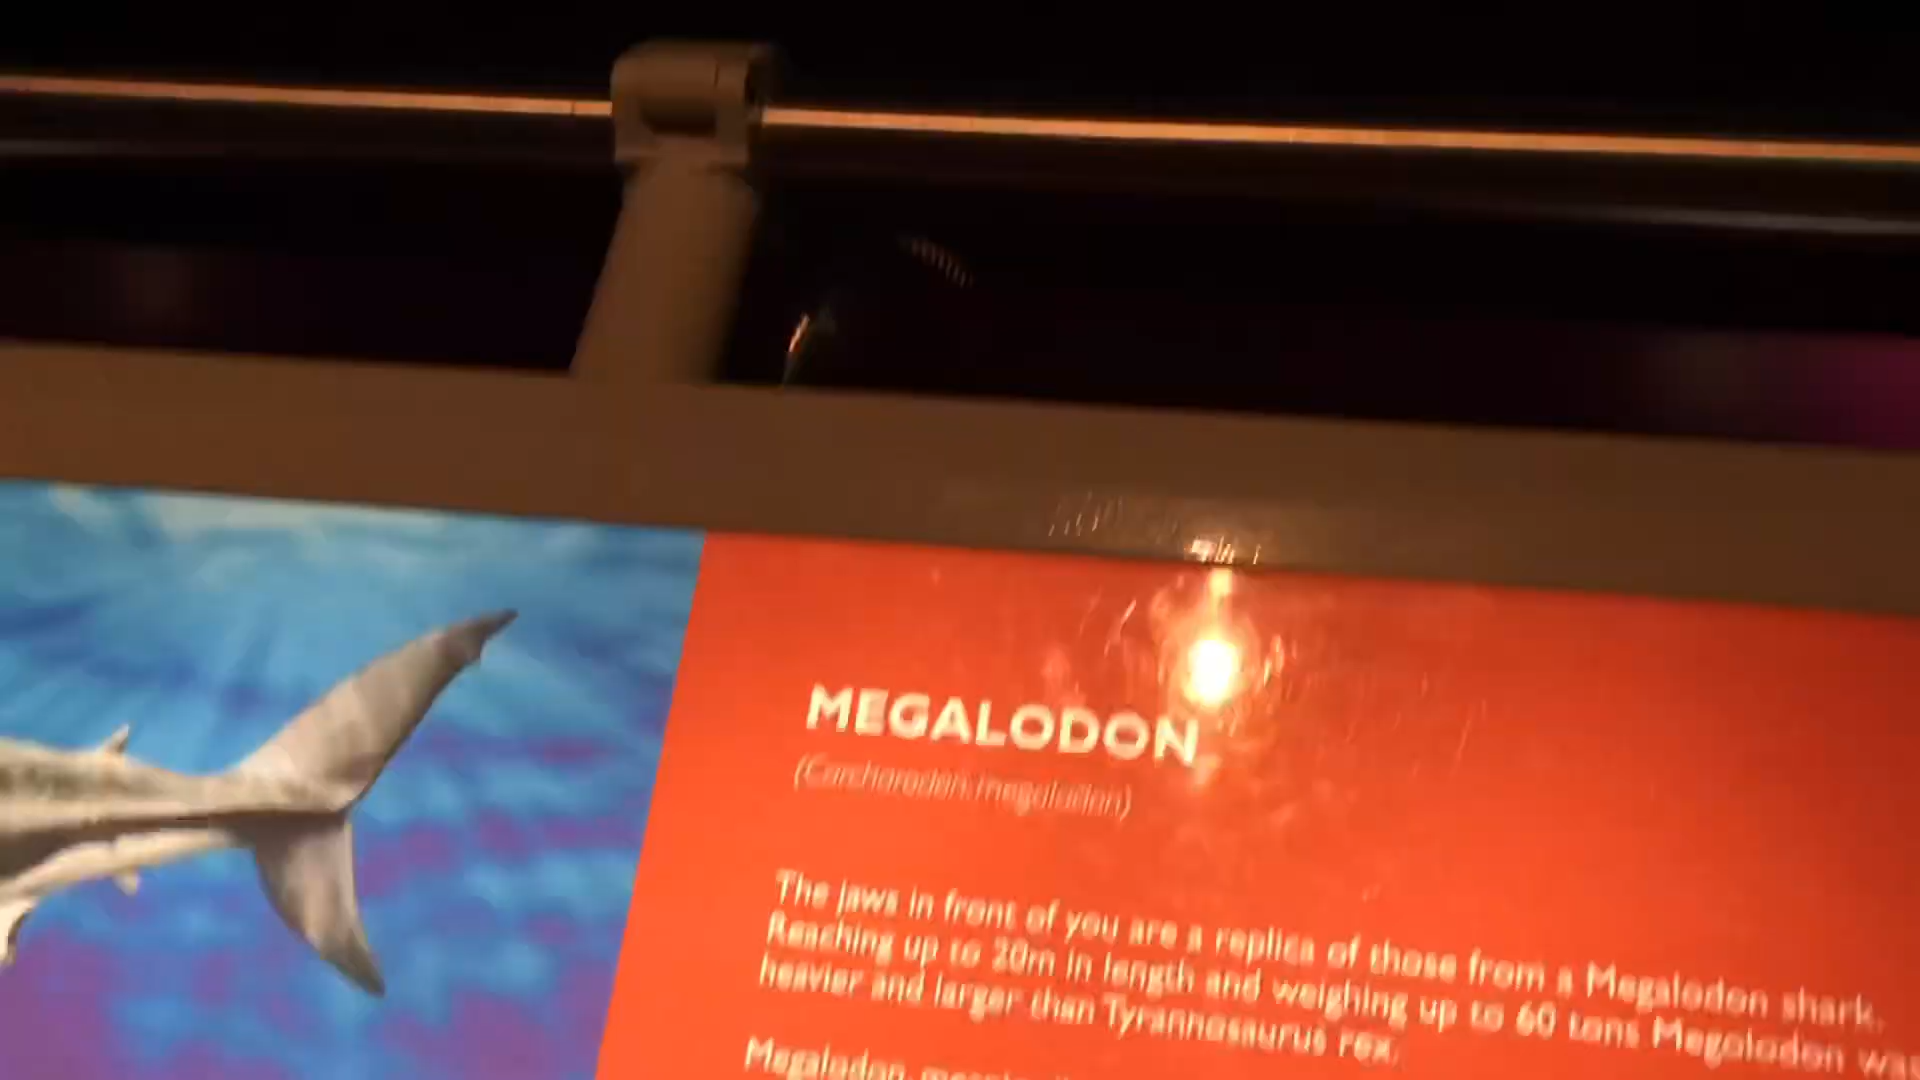 MEGALODON
(Carcharodon megalodon)
The jaws in front of you are a replica of those from a Megalodon shark.
Reaching up to 20m in length and weighing up to 60 tons Megalodon was
heavier and larger than Tyrannosaurus rex.
Megalodon,